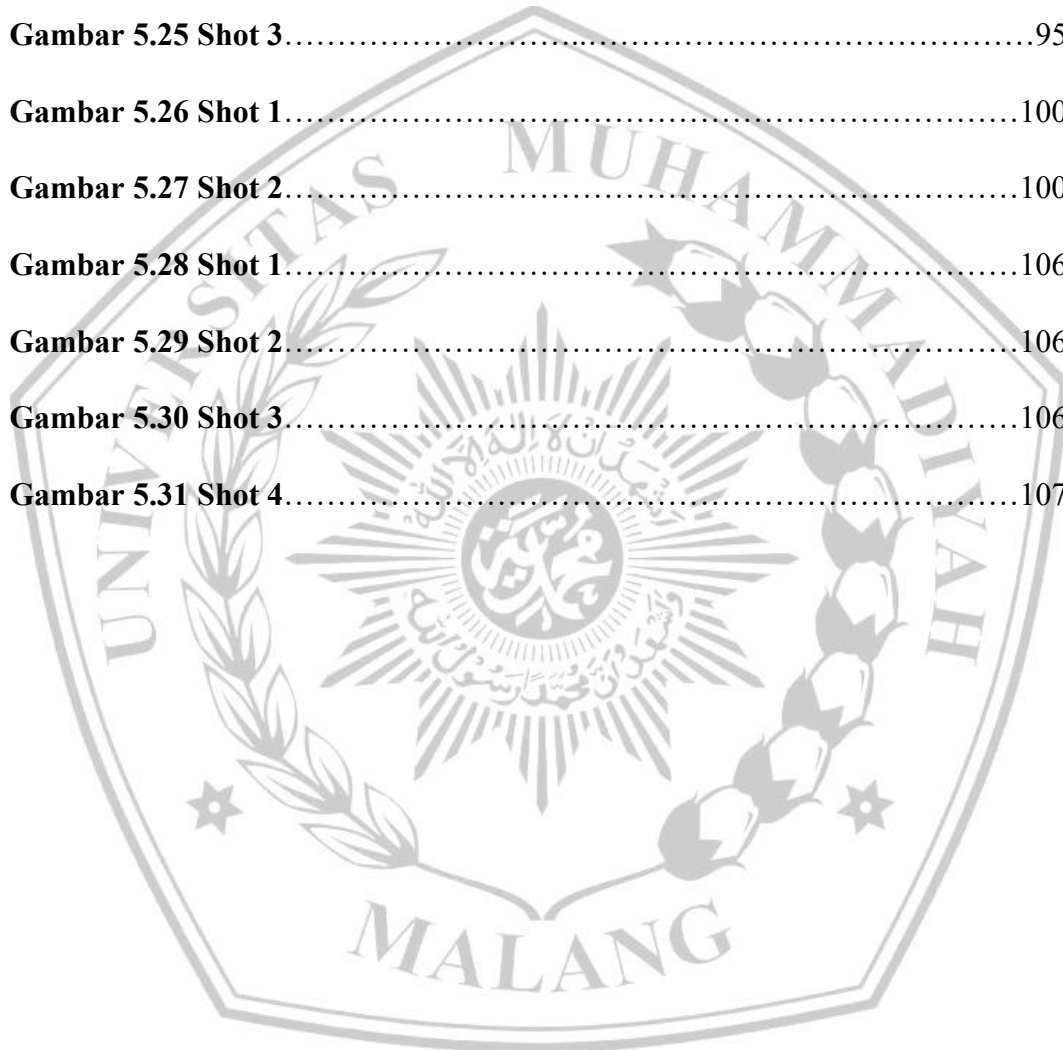 Gambar 5.25 Shot 3………………………..……………………………………95
Gambar 5.26 Shot 1………………………………………………………………100
Gambar 5.27 Shot 2………………………………………………………………100
Gambar 5.28 Shot 1………………………………………………………………106
Gambar 5.29 Shot 2………………………………………………………………106
Gambar 5.30 Shot 3………………………………………………………………106
Gambar 5.31 Shot 4………………………………………………………………107
UNIVERSITAS MUHAMMADIYAH
MALANG